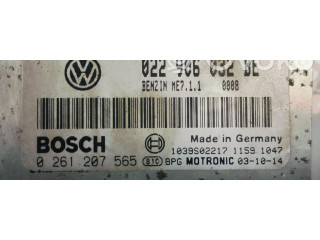 022 906 032
BENZIN ME7.1.1 0008
BOSCH
Made in Germany
1039S02217 1159 1047
0 261 207 565 81C BPG MOTRONIC 03-10-14